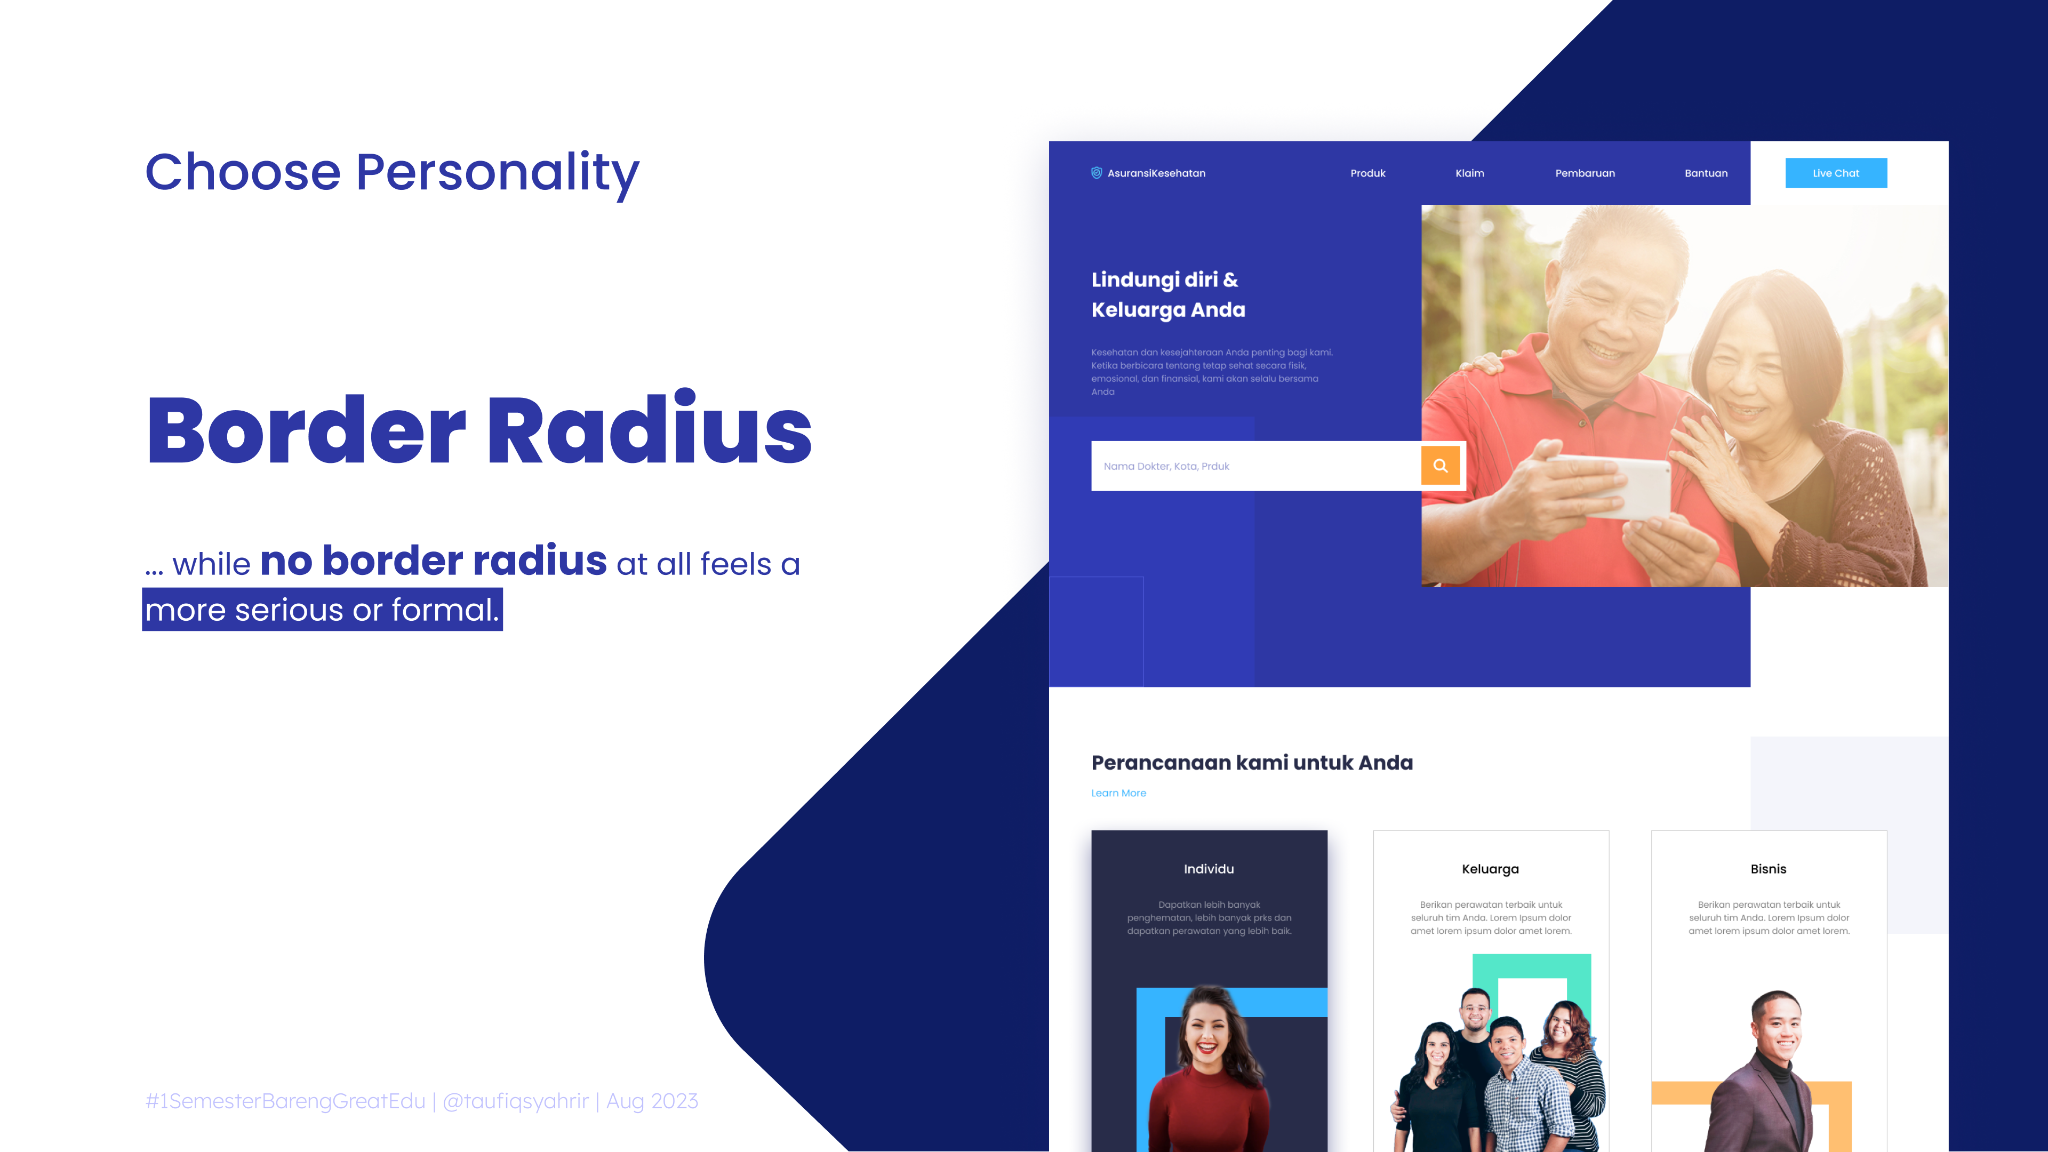 Choose Personality
Border Radius
... while no border radius at all feels a
more serious or formal.
#1SemesterBarengGreatEdu | @taufiqsyahrir | Aug 2023
AsuransiKesehatan
Produk
Klaim
Pembaruan
Bantuan
Live Chat
Lindungi diri &
Keluarga Anda
Kesehatan dan kesejahteraan Anda penting bagi kami.
Ketika berbicara tentang tetap sehat secara fisik,
emosional, dan finansial, kami akan selalu bersama
Anda
Nama Dokter, Kota, Prduk
Perancanaan kami untuk Anda
Learn More
Individu
Dapatkan lebih banyak
penghematan, lebih banyak prks dan
dapatkan perawatan yang lebih baik.
Keluarga
Berikan perawatan terbaik untuk
seluruh tim Anda. Lorem Ipsum dolor
amet lorem ipsum dolor amet lorem.
Bisnis
Berikan perawatan terbaik untuk
seluruh tim Anda. Lorem Ipsum dolor
amet lorem ipsum dolor amet lorem.